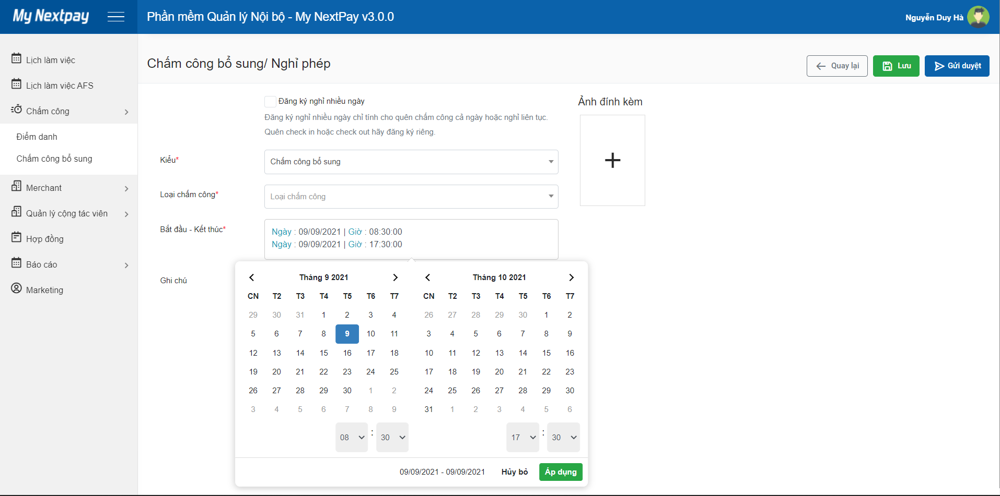 My Nextpay
Phần mềm Quản lý Nội bộ - My NextPay v3.0.0
Nguyễn Duy Hà
Lịch làm việc
Lịch làm việc AFS
Chấm công
Điểm danh
Chấm công bổ sung
Merchant
Quản lý cộng tác viên
Hợp đồng
Báo cáo
Marketing
Chấm công bổ sung/ Nghỉ phép
Quay lại
Lưu
Gửi duyệt
Đăng ký nghỉ nhiều ngày
Đăng ký nghỉ nhiều ngày chỉ tính cho quên chấm công cả ngày hoặc nghỉ liên tục.
Quên check in hoặc check out hãy đăng ký riêng.
Kiểu*
Chấm công bổ sung
Loại chấm công*
Loại chấm công
Bắt đầu - Kết thúc*
Ngày : 09/09/2021 | Giờ : 08:30:00
Ngày : 09/09/2021 | Giờ : 17:30:00
Ghi chú
Ảnh đính kèm
Tháng 9 2021
CN T2 T3 T4 T5 T6 T7
29 30 31 1 2 3 4
5 6 7 8 9 10 11
12 13 14 15 16 17 18
19 20 21 22 23 24 25
26 27 28 29 30 1 2
3 4 5 6 7 8 9
08 : 30
Tháng 10 2021
CN T2 T3 T4 T5 T6 T7
26 27 28 29 30 1 2
3 4 5 6 7 8 9
10 11 12 13 14 15 16
17 18 19 20 21 22 23
24 25 26 27 28 29 30
31 1 2 3 4 5 6
17 : 30
09/09/2021 - 09/09/2021
Hủy bỏ
Áp dụng